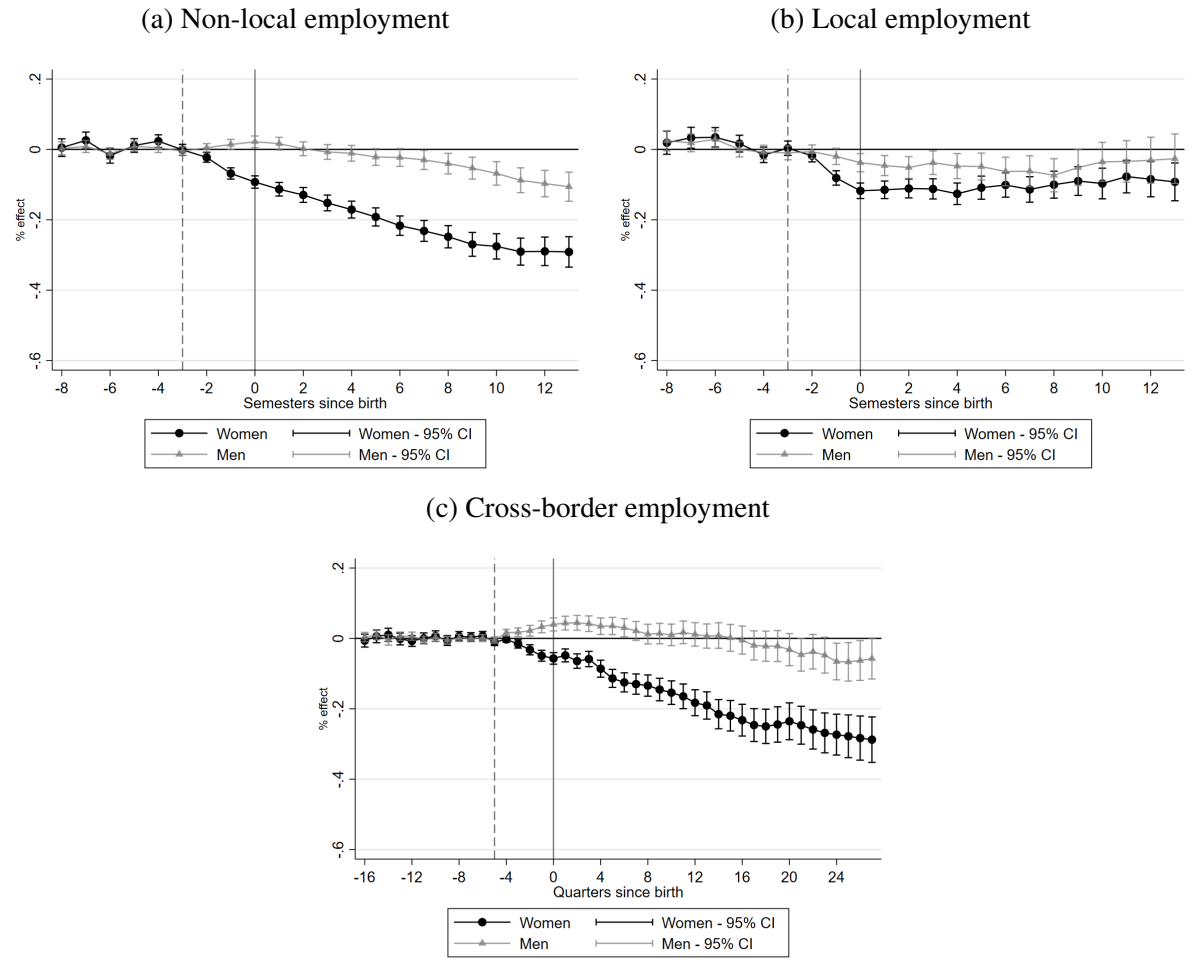 (a) Non-local employment
.2
0
-.2
-.4
-.6
% effect
-8 -6 -4 -2 0 2 4 6 8 10 12
Semesters since birth
Women Women - 95% CI
Men Men - 95% CI
(b) Local employment
.2
0
-.2
-.4
-.6
% effect
-8 -6 -4 -2 0 2 4 6 8 10 12
Semesters since birth
Women Women - 95% CI
Men Men - 95% CI
(c) Cross-border employment
.2
0
-.2
-.4
-.6
% effect
-16 -12 -8 -4 0 4 8 12 16 20 24
Quarters since birth
Women Women - 95% CI
Men Men - 95% CI